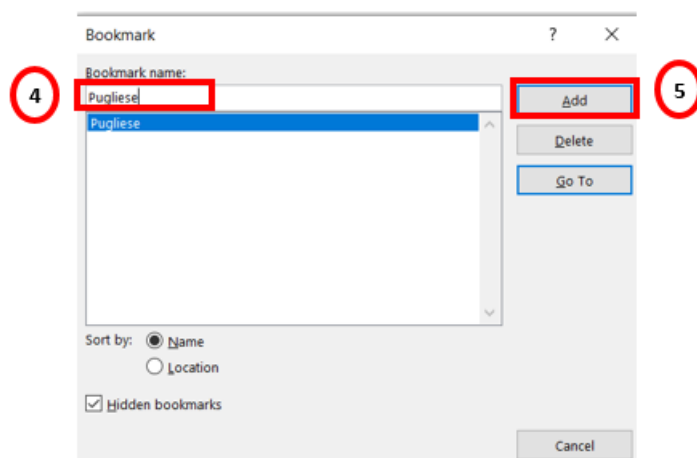 Bookmark ? ×
Bookmark name:
4
Pugliese
Add
5
Pugliese
Delete
Go To
Sort by: Name
Location
Hidden bookmarks
Cancel